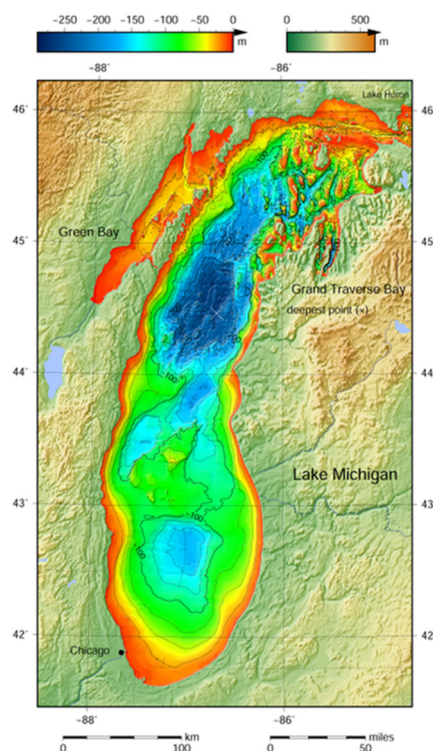 -250 -200 -150 -100 -50 0
m
0 500
m
-88˚ -86˚
46˚ 46˚
Lake Huron
-100
45˚ 45˚
Green Bay
Grand Traverse Bay
deepest point (×)
44˚ 44˚
-100
Lake Michigan
43˚ 43˚
-100
-100
42˚ 42˚
Chicago
-88˚ -86˚
km miles
0 100 0 50